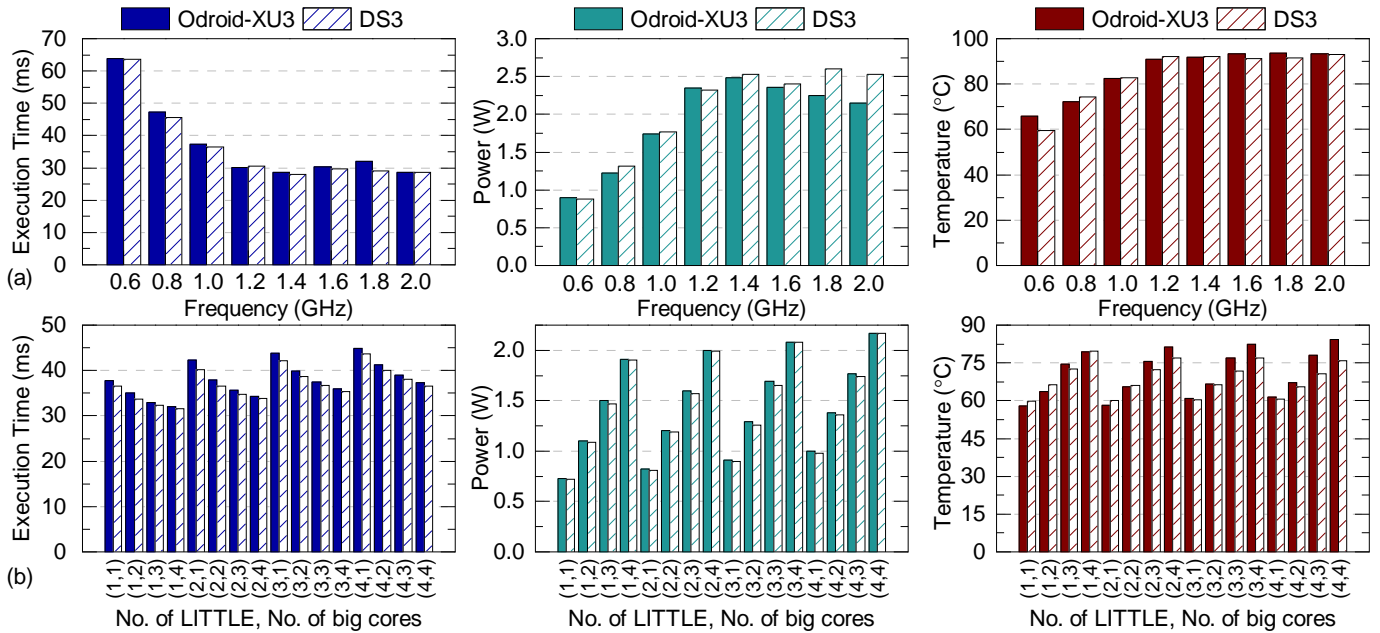 Odroid-XU3 DS3
Execution Time (ms)
70
60
50
40
30
20
10
0
0.6 0.8 1.0 1.2 1.4 1.6 1.8 2.0
Frequency (GHz)
(a)
Odroid-XU3 DS3
Power (W)
3.0
2.5
2.0
1.5
1.0
0.5
0.0
0.6 0.8 1.0 1.2 1.4 1.6 1.8 2.0
Frequency (GHz)
Odroid-XU3 DS3
Temperature (°C)
100
80
60
40
20
0
0.6 0.8 1.0 1.2 1.4 1.6 1.8 2.0
Frequency (GHz)
Execution Time (ms)
50
40
30
20
10
0
(1,1) (1,2) (1,3) (1,4) (2,1) (2,2) (2,3) (2,4) (3,1) (3,2) (3,3) (3,4) (4,1) (4,2) (4,3) (4,4)
No. of LITTLE, No. of big cores
(b)
Power (W)
2.0
1.5
1.0
0.5
0.0
(1,1) (1,2) (1,3) (1,4) (2,1) (2,2) (2,3) (2,4) (3,1) (3,2) (3,3) (3,4) (4,1) (4,2) (4,3) (4,4)
No. of LITTLE, No. of big cores
Temperature (°C)
90
75
60
45
30
15
0
(1,1) (1,2) (1,3) (1,4) (2,1) (2,2) (2,3) (2,4) (3,1) (3,2) (3,3) (3,4) (4,1) (4,2) (4,3) (4,4)
No. of LITTLE, No. of big cores